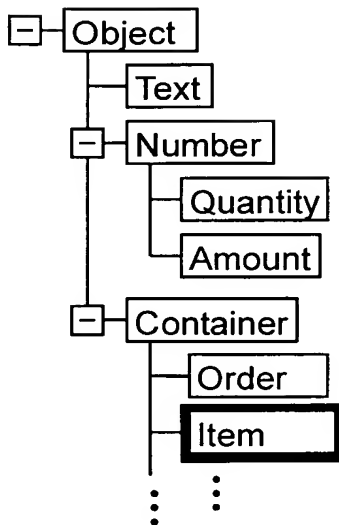 Object
Text
Number
Quantity
Amount
Container
Order
Item